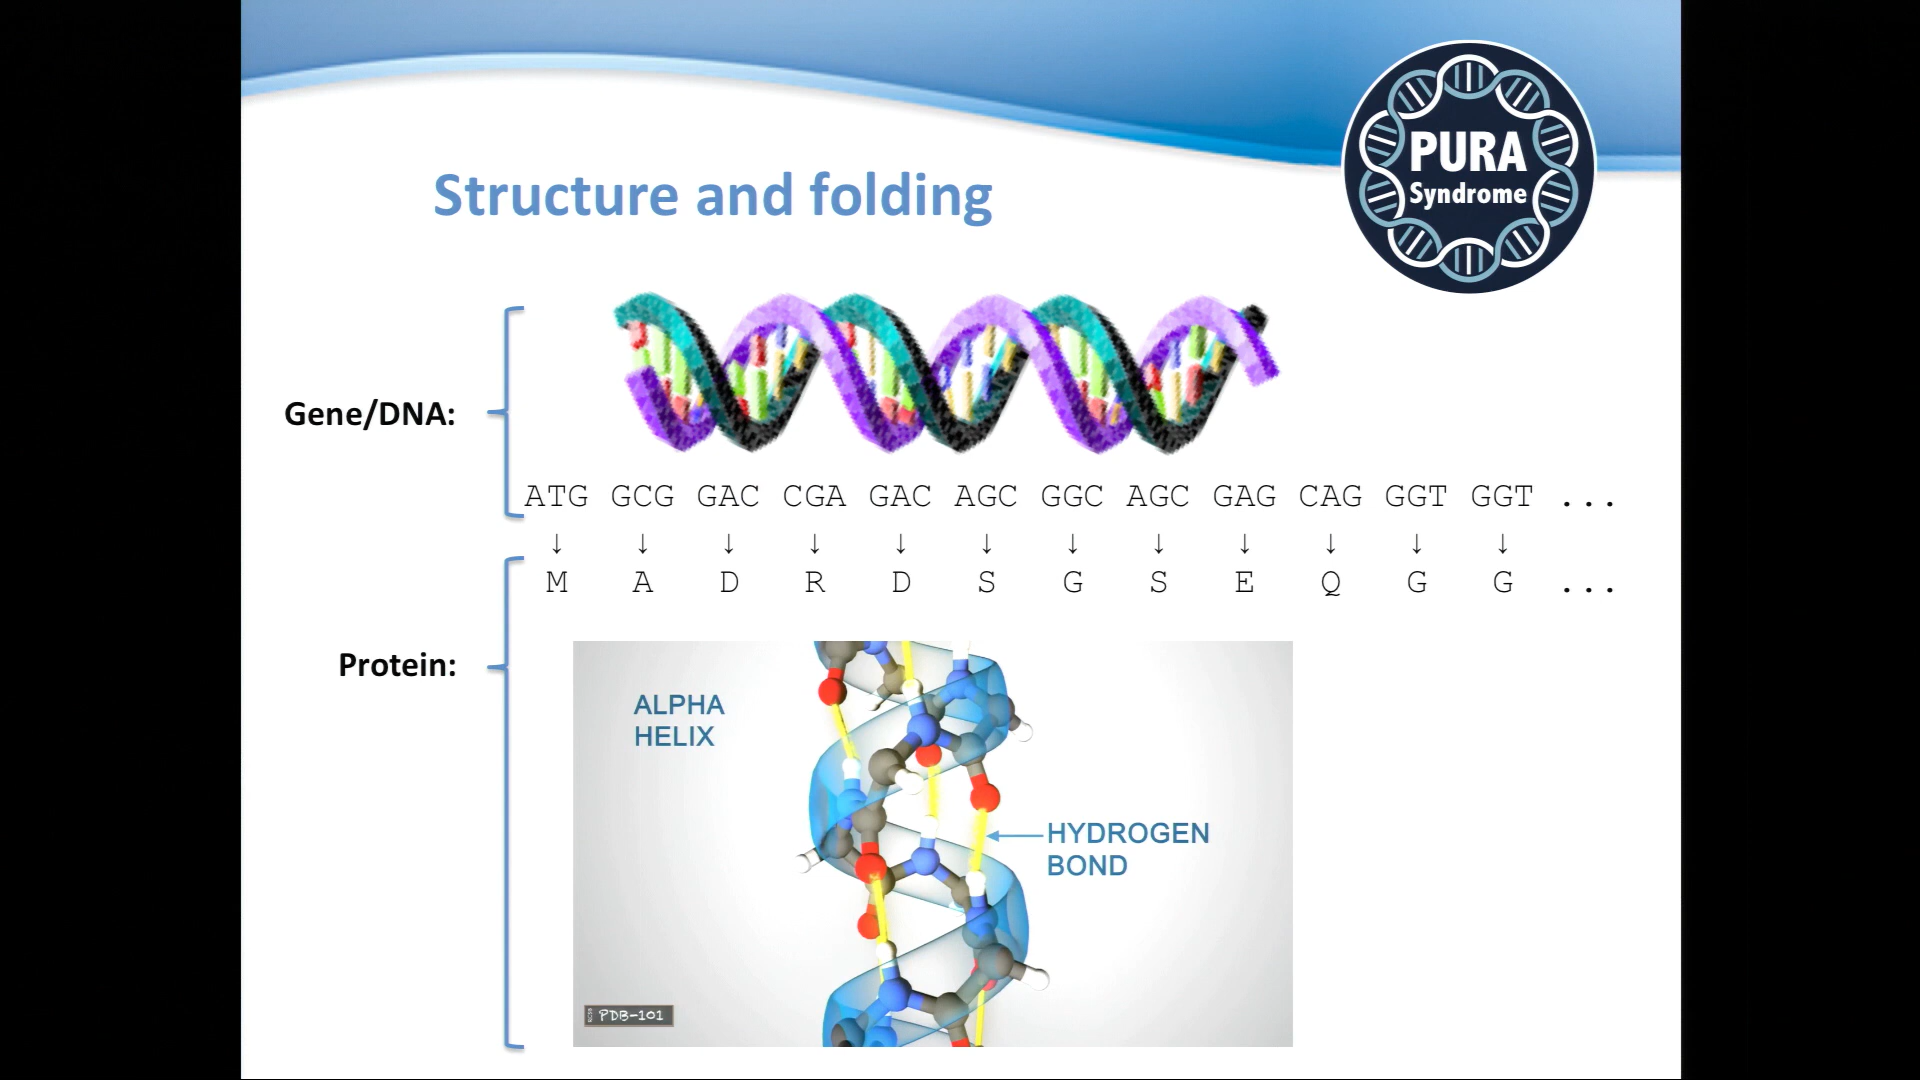 PURA
Syndrome
Structure and folding
Gene/DNA:
ATG GCG GAC CGA GAC AGC GGC AGC GAG CAG GGT GGT ...
↓ ↓ ↓ ↓ ↓ ↓ ↓ ↓ ↓ ↓ ↓ ↓
M A D R D S G S E Q G G ...
Protein:
ALPHA
HELIX
HYDROGEN
BOND
PDB-101